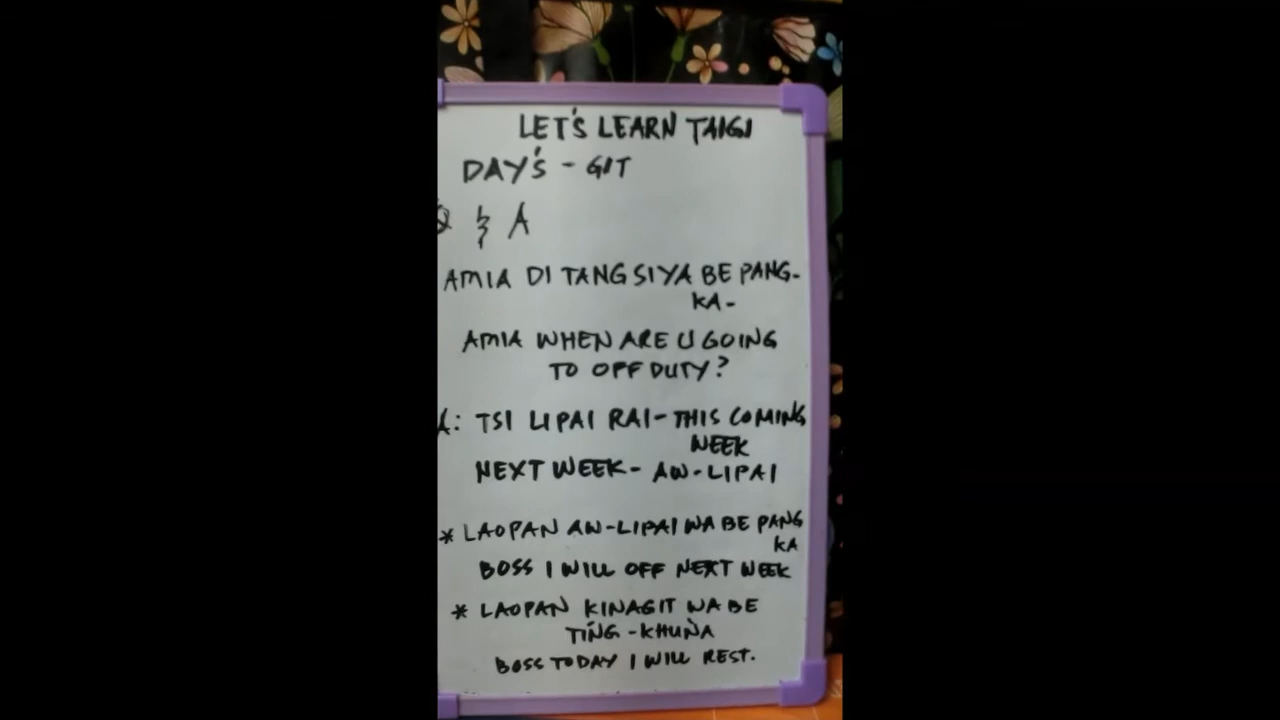 LET'S LEARN TAIGI
DAY'S - GIT
Q & A
AMIA DI TANG SIYA BE PANG-
KA-
AMIA WHEN ARE U GOING
TO OFF DUTY?
A: TSI LIPAI RAI - THIS COMING
WEEK
NEXT WEEK - AW-LIPAI
* LAOPAN AW-LIPAI WA BE PANG
KA
BOSS I WILL OFF NEXT WEEK
* LAOPAN KINAGIT WA BE
TING-KHUNA
BOSS TODAY I WILL REST.